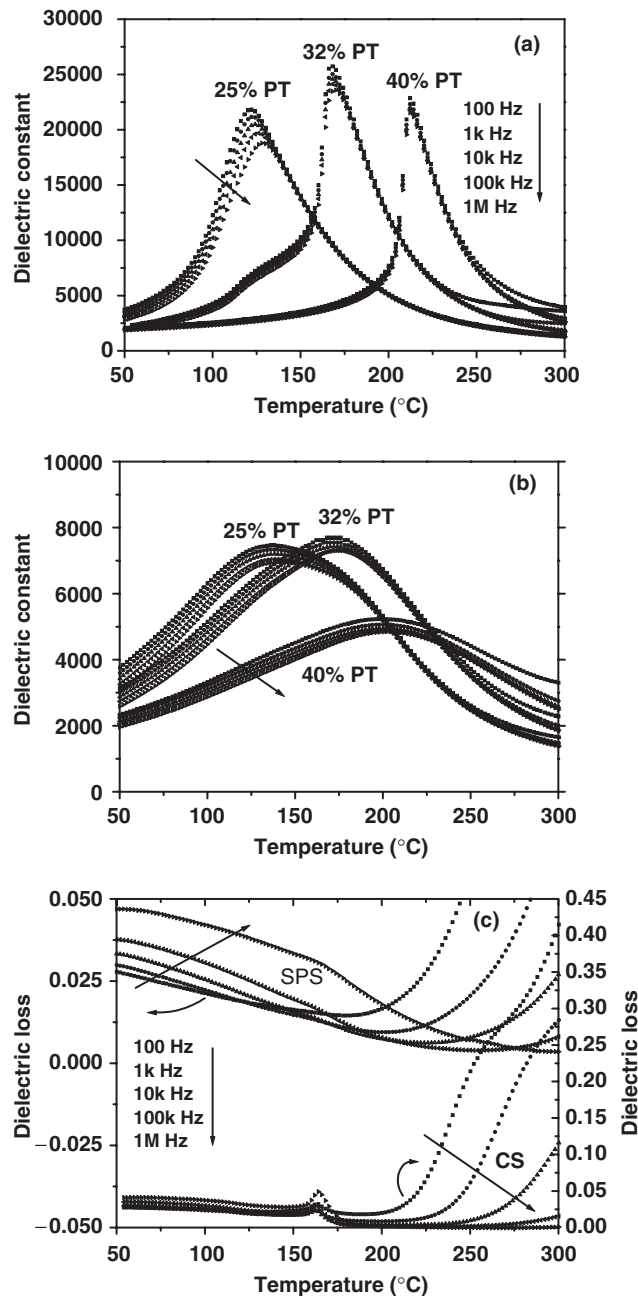 (a)
32% PT
25% PT
40% PT
100 Hz
1k Hz
10k Hz
100k Hz
1M Hz
Dielectric constant
30000
25000
20000
15000
10000
5000
0
50 100 150 200 250 300
Temperature (°C)
(b)
25% PT
32% PT
40% PT
Dielectric constant
10000
8000
6000
4000
2000
0
50 100 150 200 250 300
Temperature (°C)
(c)
SPS
CS
100 Hz
1k Hz
10k Hz
100k Hz
1M Hz
Dielectric loss
0.050
0.025
0.000
−0.025
−0.050
0.45
0.40
0.35
0.30
0.25
0.20
0.15
0.10
0.05
0.00
Dielectric loss
50 100 150 200 250 300
Temperature (°C)